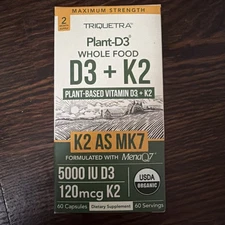 MAXIMUM STRENGTH
2
TRIQUETRA
Plant-D3
WHOLE FOOD
D3 + K2
PLANT-BASED VITAMIN D3 + K2
K2 AS MK7
FORMULATED WITH MenaQ7
5000 IU D3
120mcg K2
USDA
ORGANIC
60 Capsules Dietary Supplement 60 Servings